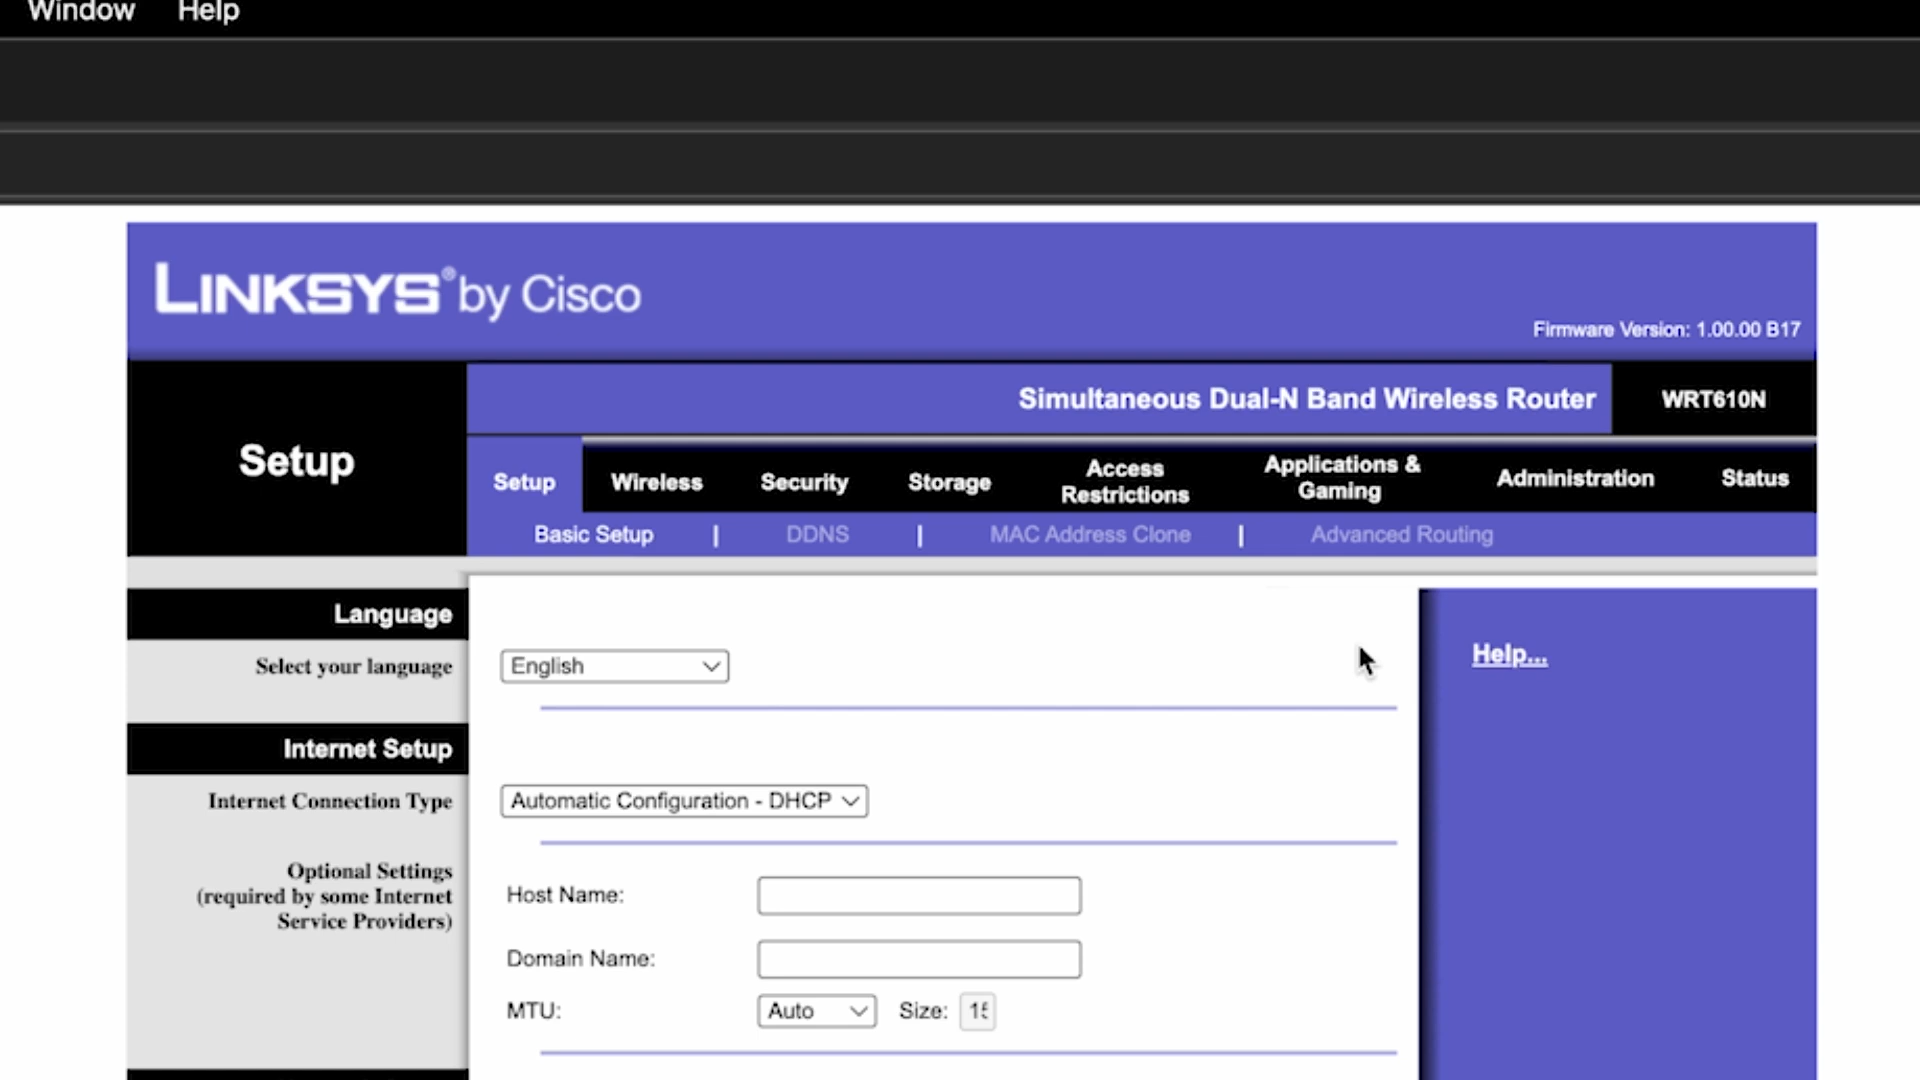 Window Help
LINKSYS® by Cisco
Firmware Version: 1.00.00 B17
Simultaneous Dual-N Band Wireless Router WRT610N
Setup
Setup Wireless Security Storage Access Restrictions Applications & Gaming Administration Status
Basic Setup | DDNS | MAC Address Clone | Advanced Routing
Language
Select your language English
Help...
Internet Setup
Internet Connection Type Automatic Configuration - DHCP
Optional Settings
(required by some Internet
Service Providers)
Host Name:
Domain Name:
MTU: Auto Size: